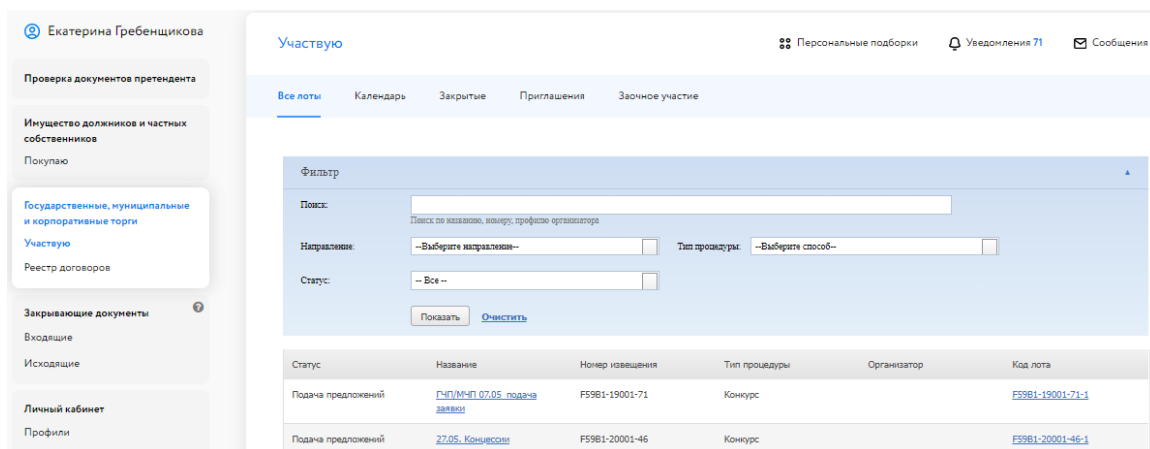 Екатерина Гребенщикова
Проверка документов претендента
Имущество должников и частных
собственников
Покупаю
Государственные, муниципальные
и корпоративные торги
Участвую
Реестр договоров
Закрывающие документы ?
Входящие
Исходящие
Личный кабинет
Профили
Участвую Персональные подборки Уведомления 71 Сообщения
Все лоты Календарь Закрытые Приглашения Заочное участие
Фильтр
Поиск:
Поиск по названию, номеру, профилю организатора
Направление: --Выберите направление-- Тип процедуры: --Выберите способ--
Статус: -- Все --
Показать Очистить
Статус Название Номер извещения Тип процедуры Организатор Код лота
Подача предложений ГЧП/МЧП 07.05 подача F59B1-19001-71 Конкурс F59B1-19001-71-1
заявки
Подача предложений 27.05. Концессии F59B1-20001-46 Конкурс F59B1-20001-46-1